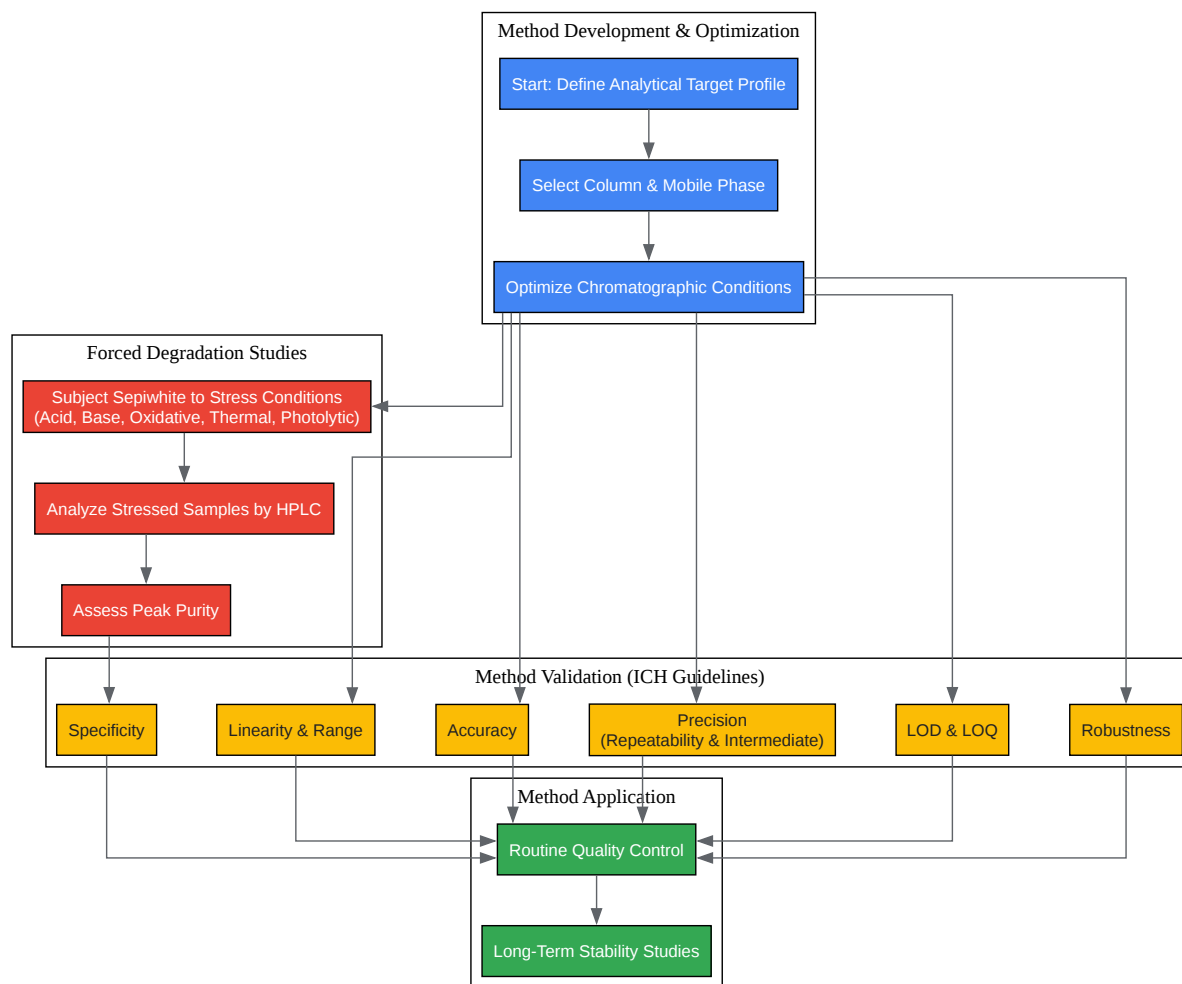 Method Development & Optimization
Start: Define Analytical Target Profile
Select Column & Mobile Phase
Optimize Chromatographic Conditions
Forced Degradation Studies
Subject Sepiwhite to Stress Conditions
(Acid, Base, Oxidative, Thermal, Photolytic)
Analyze Stressed Samples by HPLC
Assess Peak Purity
Method Validation (ICH Guidelines)
Specificity
Linearity & Range
Accuracy
Precision
(Repeatability & Intermediate)
LOD & LOQ
Robustness
Method Application
Routine Quality Control
Long-Term Stability Studies